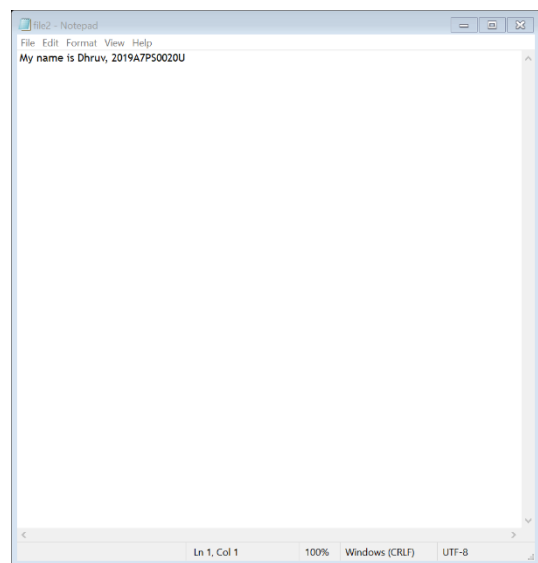 file2 - Notepad
File Edit Format View Help
My name is Dhruv, 2019A7PS0020U
Ln 1, Col 1 100% Windows (CRLF) UTF-8